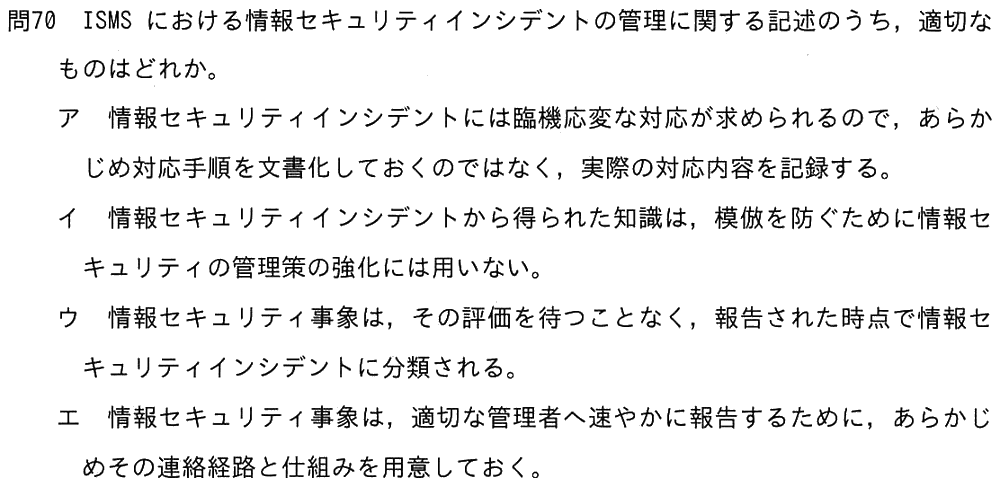 問70　ISMS における情報セキュリティインシデントの管理に関する記述のうち，適切な
ものはどれか。
ア　情報セキュリティインシデントには臨機応変な対応が求められるので，あらか
じめ対応手順を文書化しておくのではなく，実際の対応内容を記録する。
イ　情報セキュリティインシデントから得られた知識は，模倣を防ぐために情報セ
キュリティの管理策の強化には用いない。
ウ　情報セキュリティ事象は，その評価を待つことなく，報告された時点で情報セ
キュリティインシデントに分類される。
エ　情報セキュリティ事象は，適切な管理者へ速やかに報告するために，あらかじ
めその連絡経路と仕組みを用意しておく。